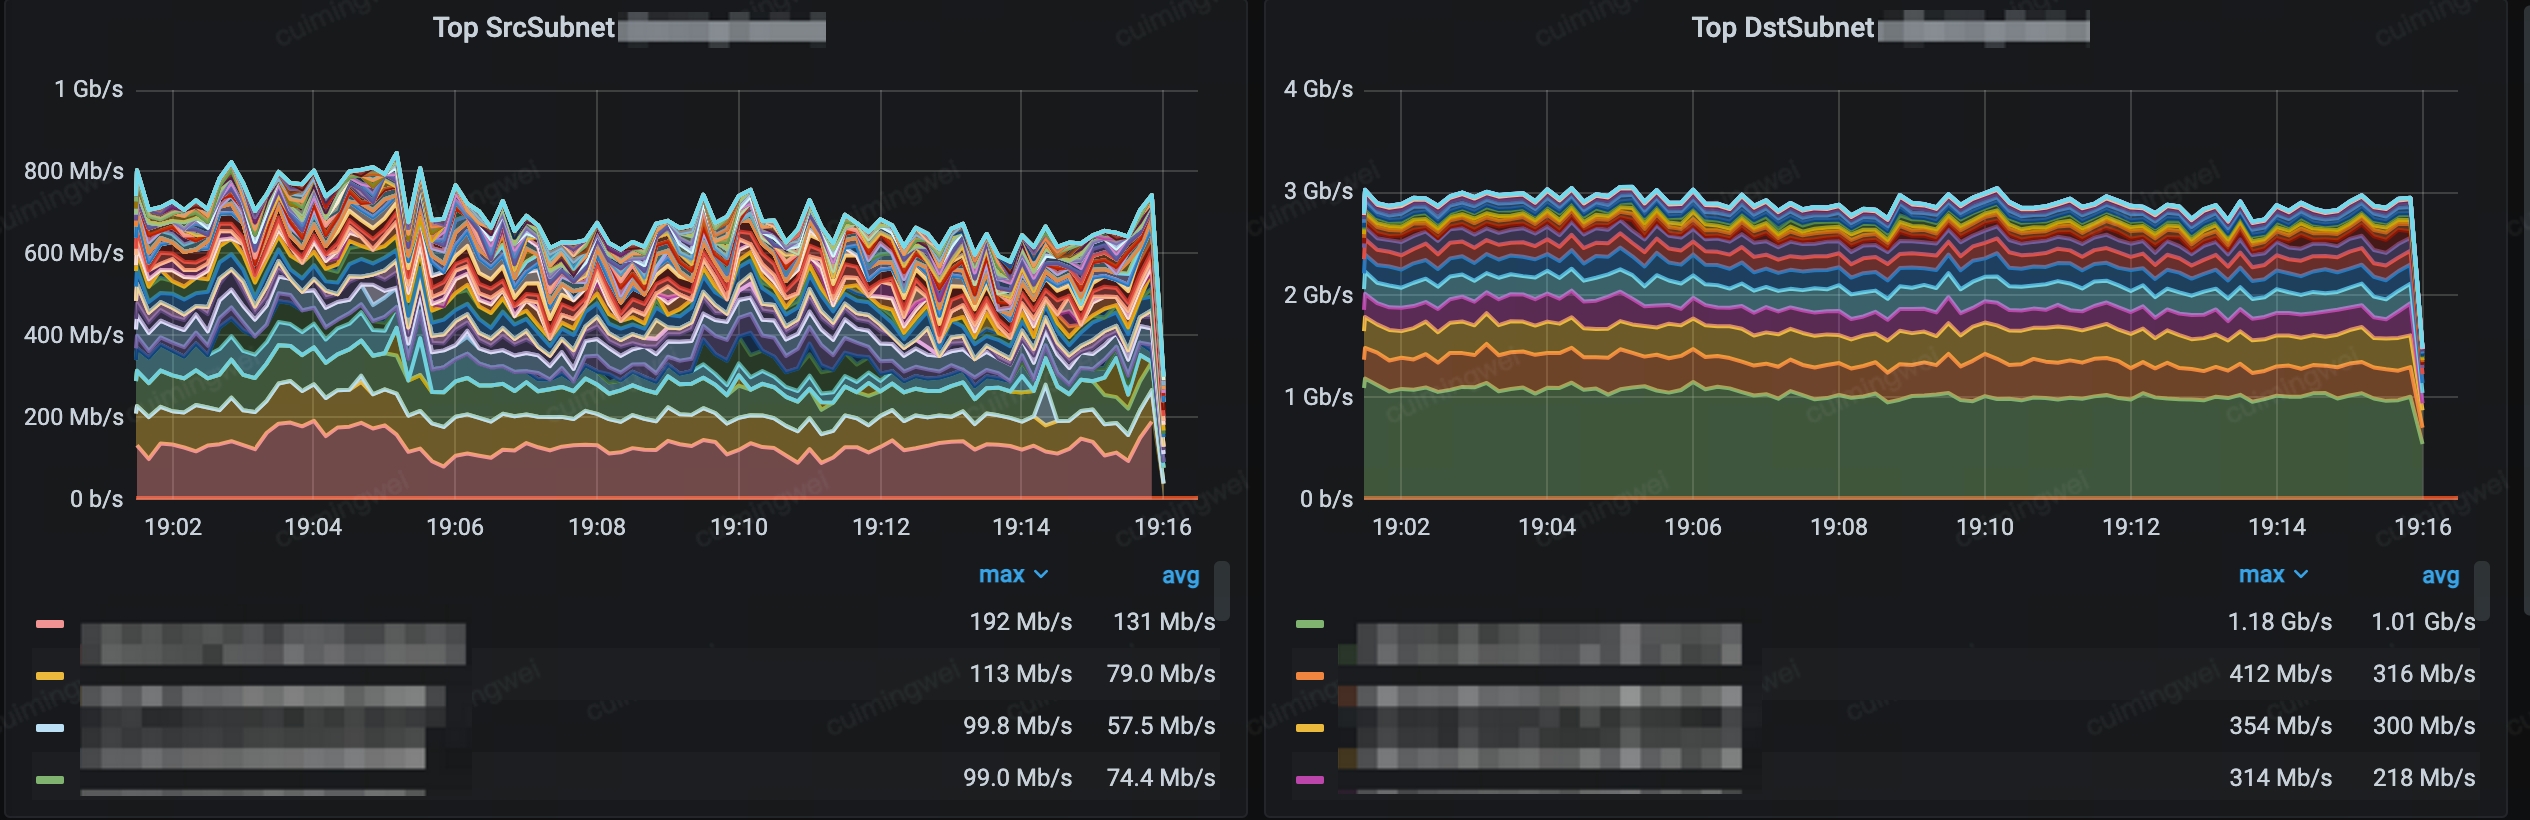 Top SrcSubnet
1 Gb/s
800 Mb/s
600 Mb/s
400 Mb/s
200 Mb/s
0 b/s
19:02 19:04 19:06 19:08 19:10 19:12 19:14 19:16
max avg
192 Mb/s 131 Mb/s
113 Mb/s 79.0 Mb/s
99.8 Mb/s 57.5 Mb/s
99.0 Mb/s 74.4 Mb/s
Top DstSubnet
4 Gb/s
3 Gb/s
2 Gb/s
1 Gb/s
0 b/s
19:02 19:04 19:06 19:08 19:10 19:12 19:14 19:16
max avg
1.18 Gb/s 1.01 Gb/s
412 Mb/s 316 Mb/s
354 Mb/s 300 Mb/s
314 Mb/s 218 Mb/s
cuimingwei